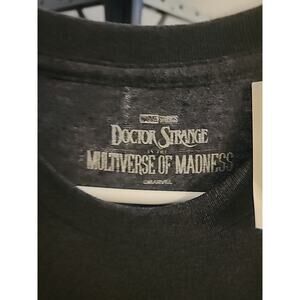 MARVEL STUDIOS
DOCTOR STRANGE
IN THE
MULTIVERSE OF MADNESS
©MARVEL